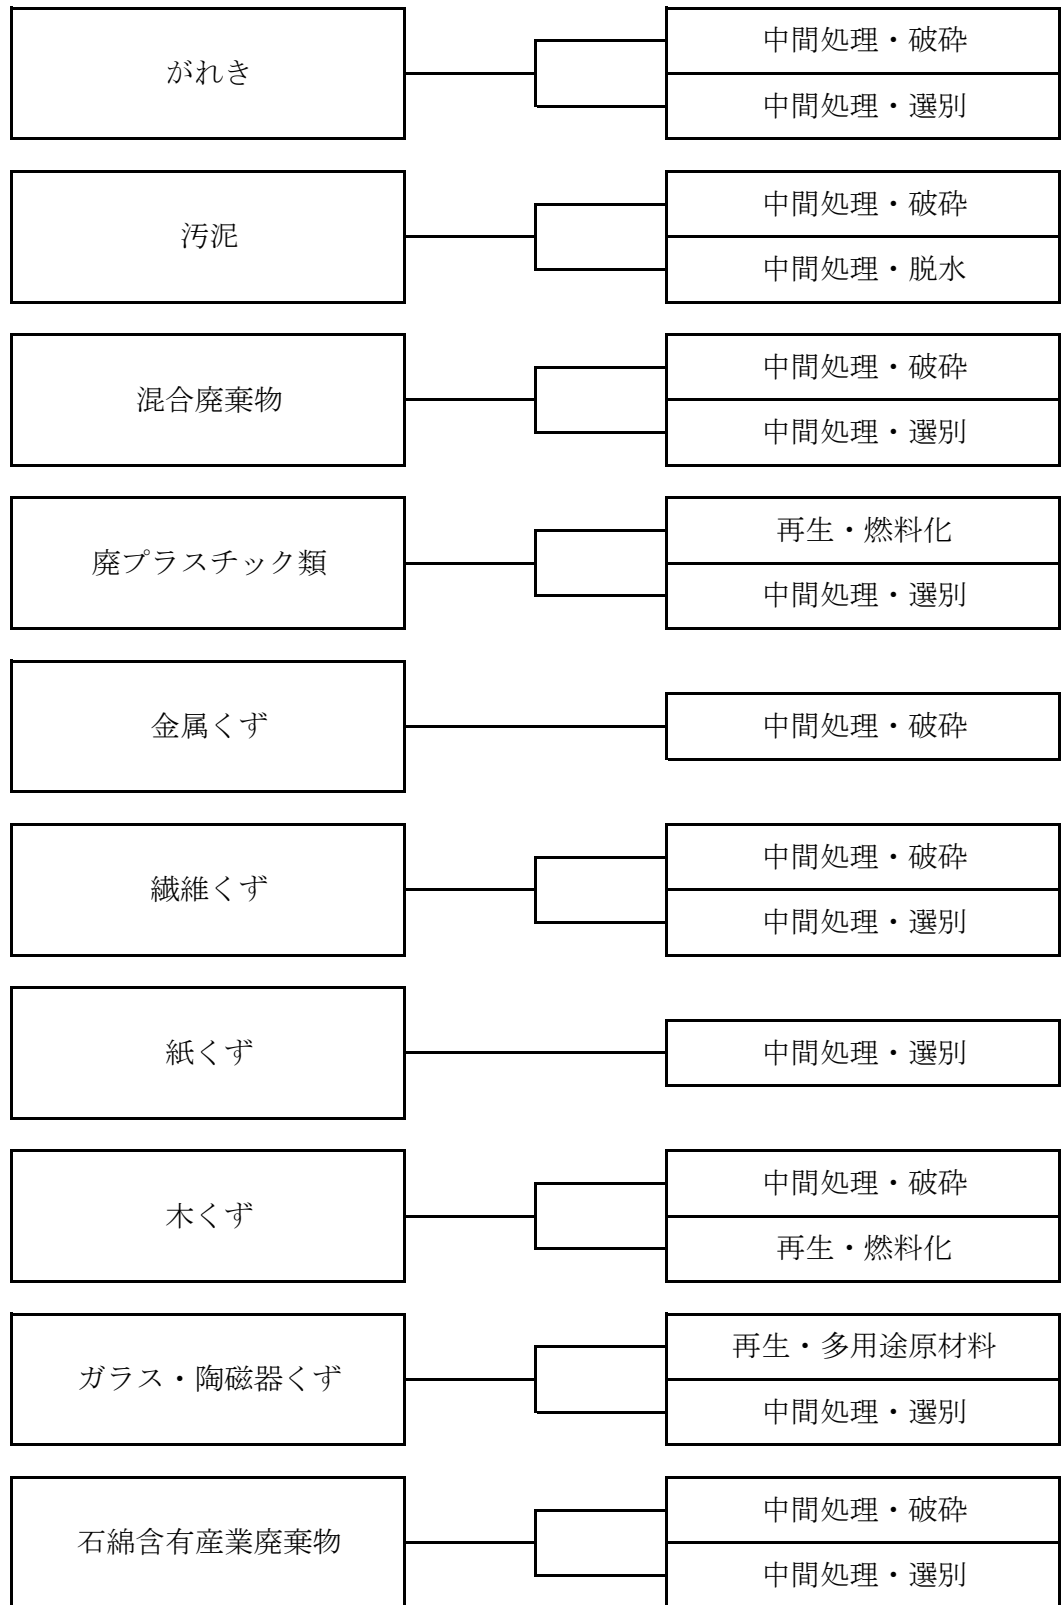 がれき
中間処理・破砕
中間処理・選別
汚泥
中間処理・破砕
中間処理・脱水
混合廃棄物
中間処理・破砕
中間処理・選別
廃プラスチック類
再生・燃料化
中間処理・選別
金属くず
中間処理・破砕
繊維くず
中間処理・破砕
中間処理・選別
紙くず
中間処理・選別
木くず
中間処理・破砕
再生・燃料化
ガラス・陶磁器くず
再生・多用途原材料
中間処理・選別
石綿含有産業廃棄物
中間処理・破砕
中間処理・選別